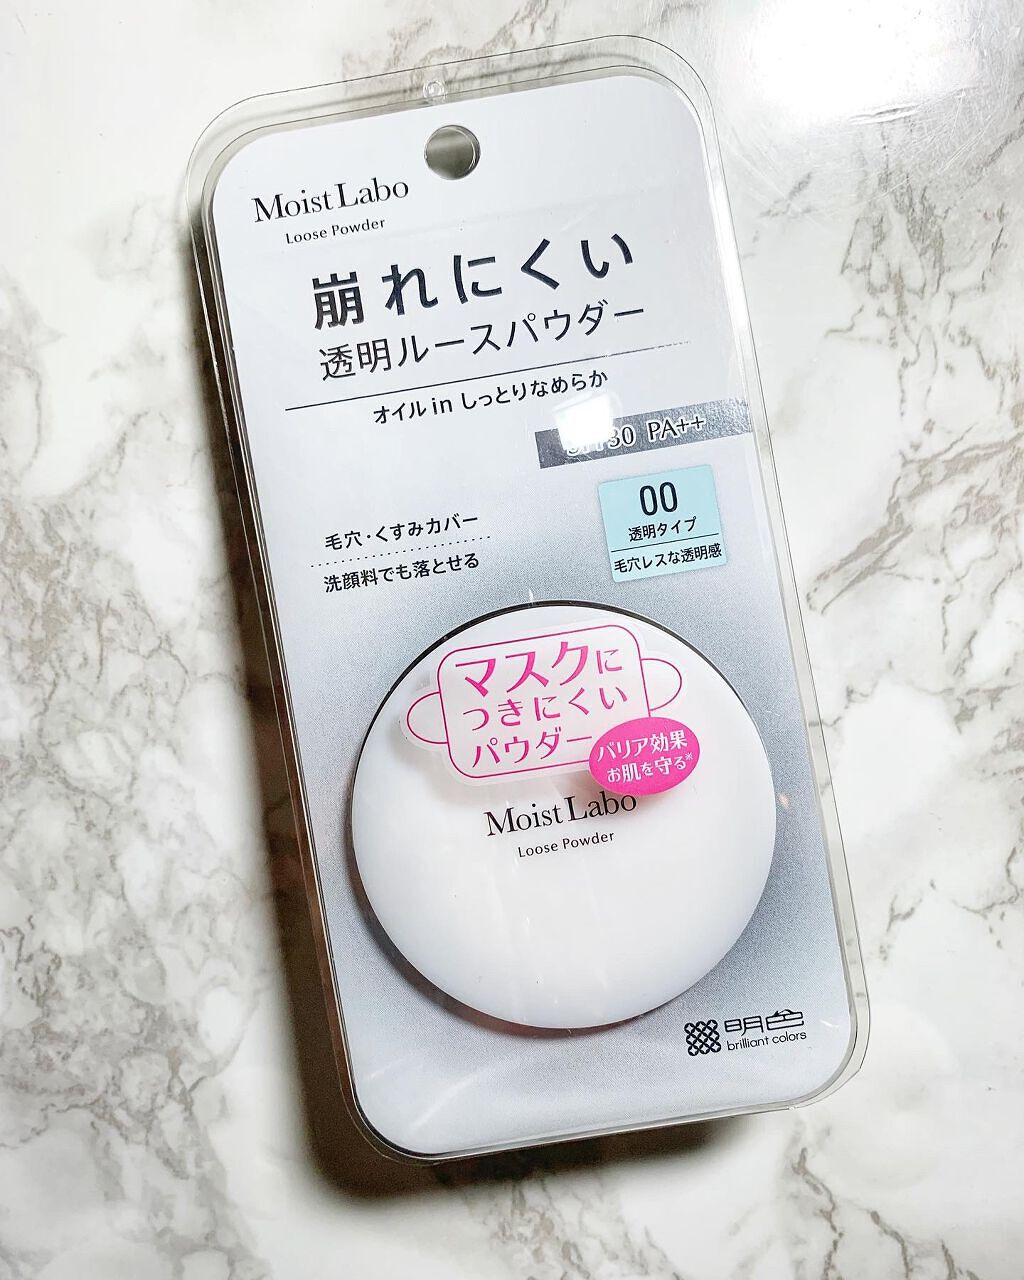 Moist Labo
Loose Powder
崩れにくい
透明ルースパウダー
オイル in しっとりなめらか
30 PA++
00
透明タイプ
毛穴レスな透明感
毛穴・くすみカバー
洗顔料でも落とせる
マスクに
つきにくい
パウダー
バリア効果
お肌を守る※
Moist Labo
Loose Powder
明色
brilliant colors